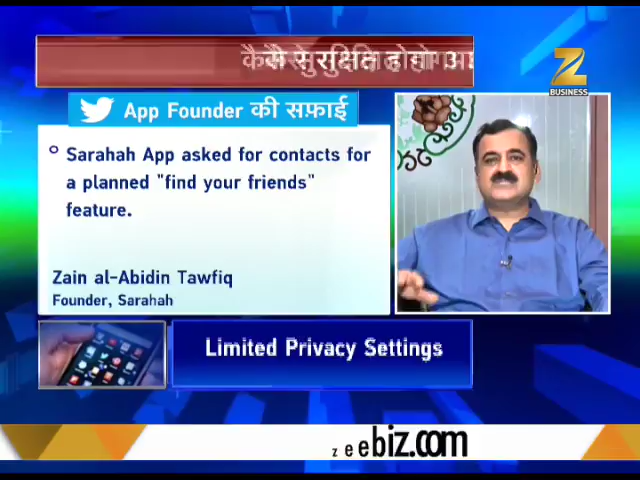 BUSINESS
App Founder की सफ़ाई
Sarahah App asked for contacts for
a planned "find your friends"
feature.
Zain al-Abidin Tawfiq
Founder, Sarahah
Limited Privacy Settings
zeebiz.com